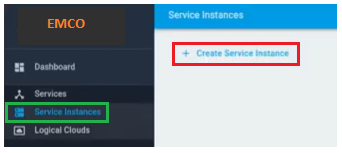 EMCO
Service Instances
+ Create Service Instance
Dashboard
Services
Service Instances
Logical Clouds